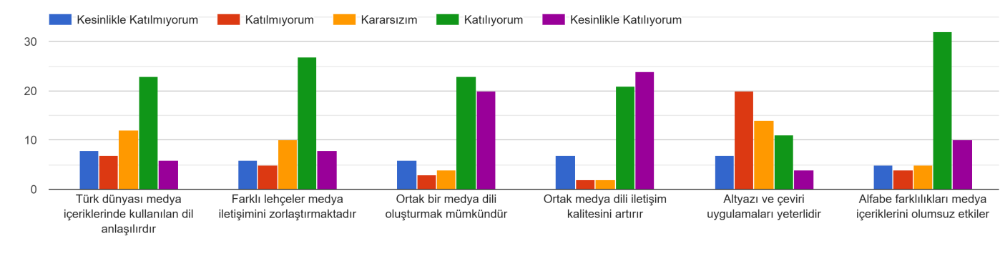 Kesinlikle Katılmıyorum Katılmıyorum Kararsızım Katılıyorum Kesinlikle Katılıyorum
30
20
10
0
Türk dünyası medya
içeriklerinde kullanılan dil
anlaşılırdır
Farklı lehçeler medya
iletişimini zorlaştırmaktadır
Ortak bir medya dili
oluşturmak mümkündür
Ortak medya dili iletişim
kalitesini artırır
Altyazı ve çeviri
uygulamaları yeterlidir
Alfabe farklılıkları medya
içeriklerini olumsuz etkiler